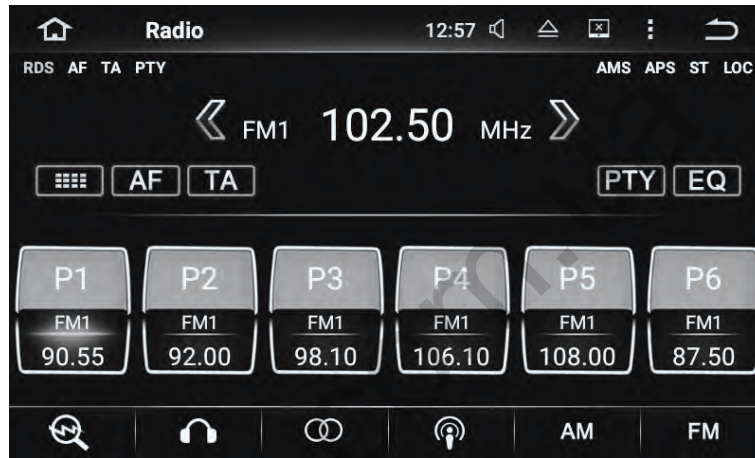 Radio 12:57
RDS AF TA PTY AMS APS ST LOC
FM1 102.50 MHz
AF TA PTY EQ
P1 P2 P3 P4 P5 P6
FM1 FM1 FM1 FM1 FM1 FM1
90.55 92.00 98.10 106.10 108.00 87.50
AM FM